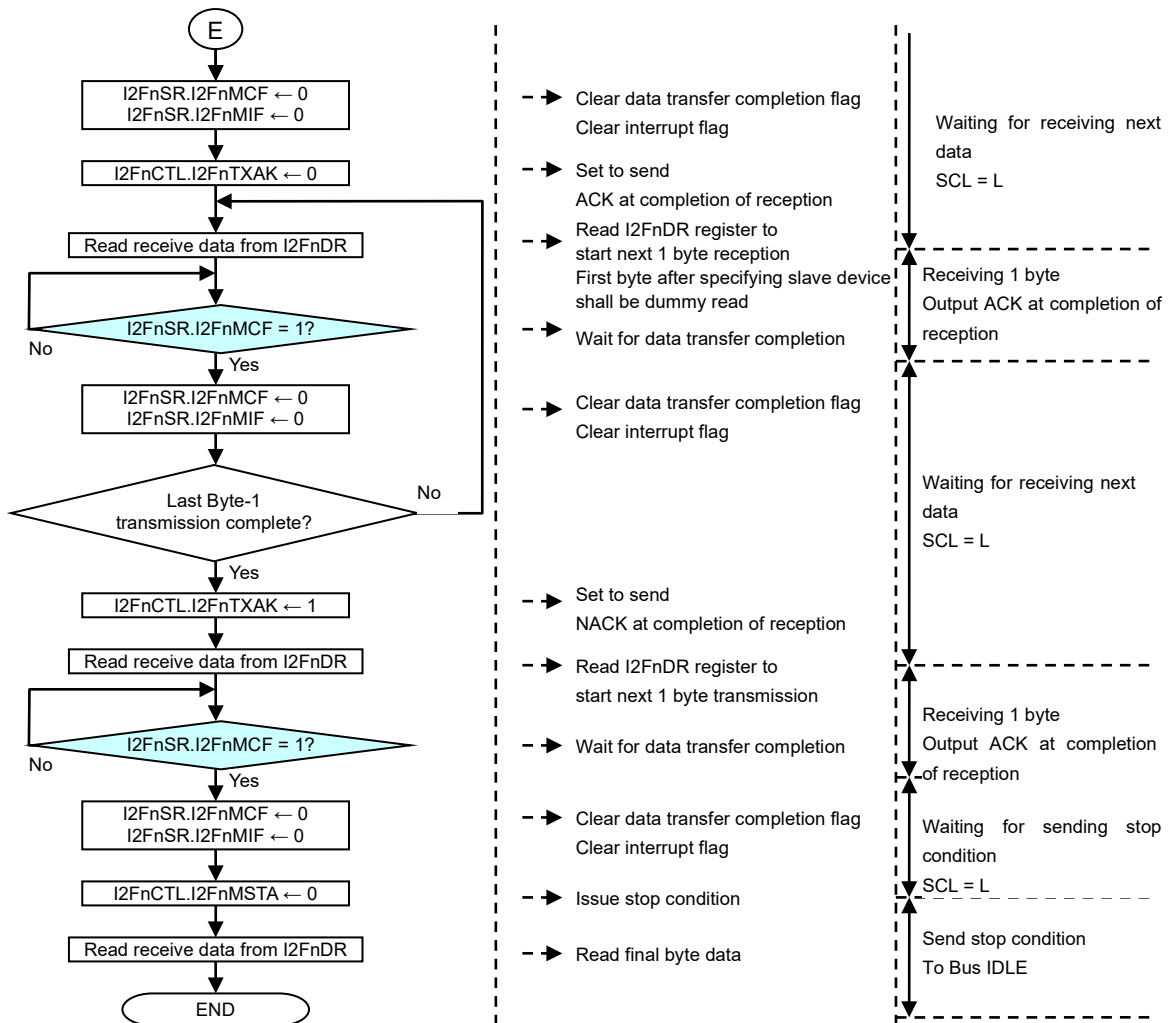 E
I2FnSR.I2FnMCF ← 0
I2FnSR.I2FnMIF ← 0
I2FnCTL.I2FnTXAK ← 0
Read receive data from I2FnDR
I2FnSR.I2FnMCF = 1?
No
Yes
I2FnSR.I2FnMCF ← 0
I2FnSR.I2FnMIF ← 0
Last Byte-1
transmission complete?
No
Yes
I2FnCTL.I2FnTXAK ← 1
Read receive data from I2FnDR
I2FnSR.I2FnMCF = 1?
No
Yes
I2FnSR.I2FnMCF ← 0
I2FnSR.I2FnMIF ← 0
I2FnCTL.I2FnMSTA ← 0
Read receive data from I2FnDR
END
Clear data transfer completion flag
Clear interrupt flag
Set to send
ACK at completion of reception
Read I2FnDR register to
start next 1 byte reception
First byte after specifying slave device
shall be dummy read
Wait for data transfer completion
Clear data transfer completion flag
Clear interrupt flag
Set to send
NACK at completion of reception
Read I2FnDR register to
start next 1 byte transmission
Wait for data transfer completion
Clear data transfer completion flag
Clear interrupt flag
Issue stop condition
Read final byte data
Waiting for receiving next
data
SCL = L
Receiving 1 byte
Output ACK at completion of
reception
Waiting for receiving next
data
SCL = L
Receiving 1 byte
Output ACK at completion
of reception
Waiting for sending stop
condition
SCL = L
Send stop condition
To Bus IDLE